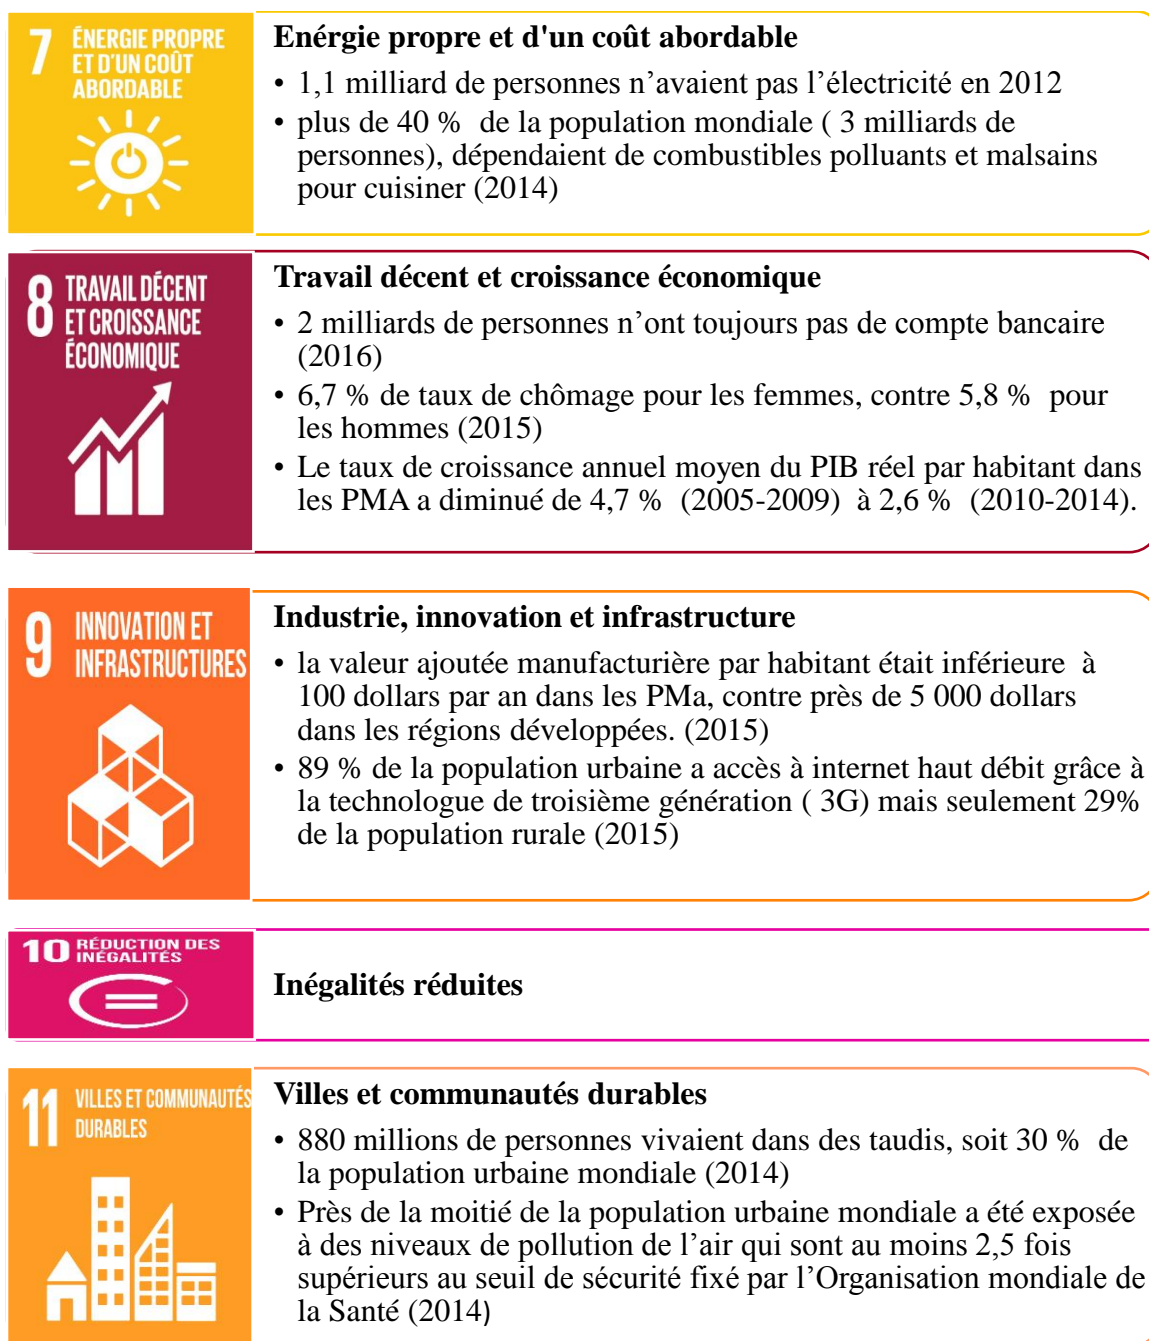 7 ÉNERGIE PROPRE
ET D'UN COÛT
ABORDABLE
Enérgie propre et d'un coût abordable
• 1,1 milliard de personnes n’avaient pas l’électricité en 2012
• plus de 40 % de la population mondiale ( 3 milliards de
personnes), dépendaient de combustibles polluants et malsains
pour cuisiner (2014)
8 TRAVAIL DÉCENT
ET CROISSANCE
ÉCONOMIQUE
Travail décent et croissance économique
• 2 milliards de personnes n’ont toujours pas de compte bancaire
(2016)
• 6,7 % de taux de chômage pour les femmes, contre 5,8 % pour
les hommes (2015)
• Le taux de croissance annuel moyen du PIB réel par habitant dans
les PMA a diminué de 4,7 % (2005-2009) à 2,6 % (2010-2014).
9 INNOVATION ET
INFRASTRUCTURES
Industrie, innovation et infrastructure
• la valeur ajoutée manufacturière par habitant était inférieure à
100 dollars par an dans les PMa, contre près de 5 000 dollars
dans les régions développées. (2015)
• 89 % de la population urbaine a accès à internet haut débit grâce à
la technologue de troisième génération ( 3G) mais seulement 29%
de la population rurale (2015)
10 RÉDUCTION DES
INÉGALITÉS
Inégalités réduites
11 VILLES ET COMMUNAUTÉS
DURABLES
Villes et communautés durables
• 880 millions de personnes vivaient dans des taudis, soit 30 % de
la population urbaine mondiale (2014)
• Près de la moitié de la population urbaine mondiale a été exposée
à des niveaux de pollution de l’air qui sont au moins 2,5 fois
supérieurs au seuil de sécurité fixé par l’Organisation mondiale de
la Santé (2014)